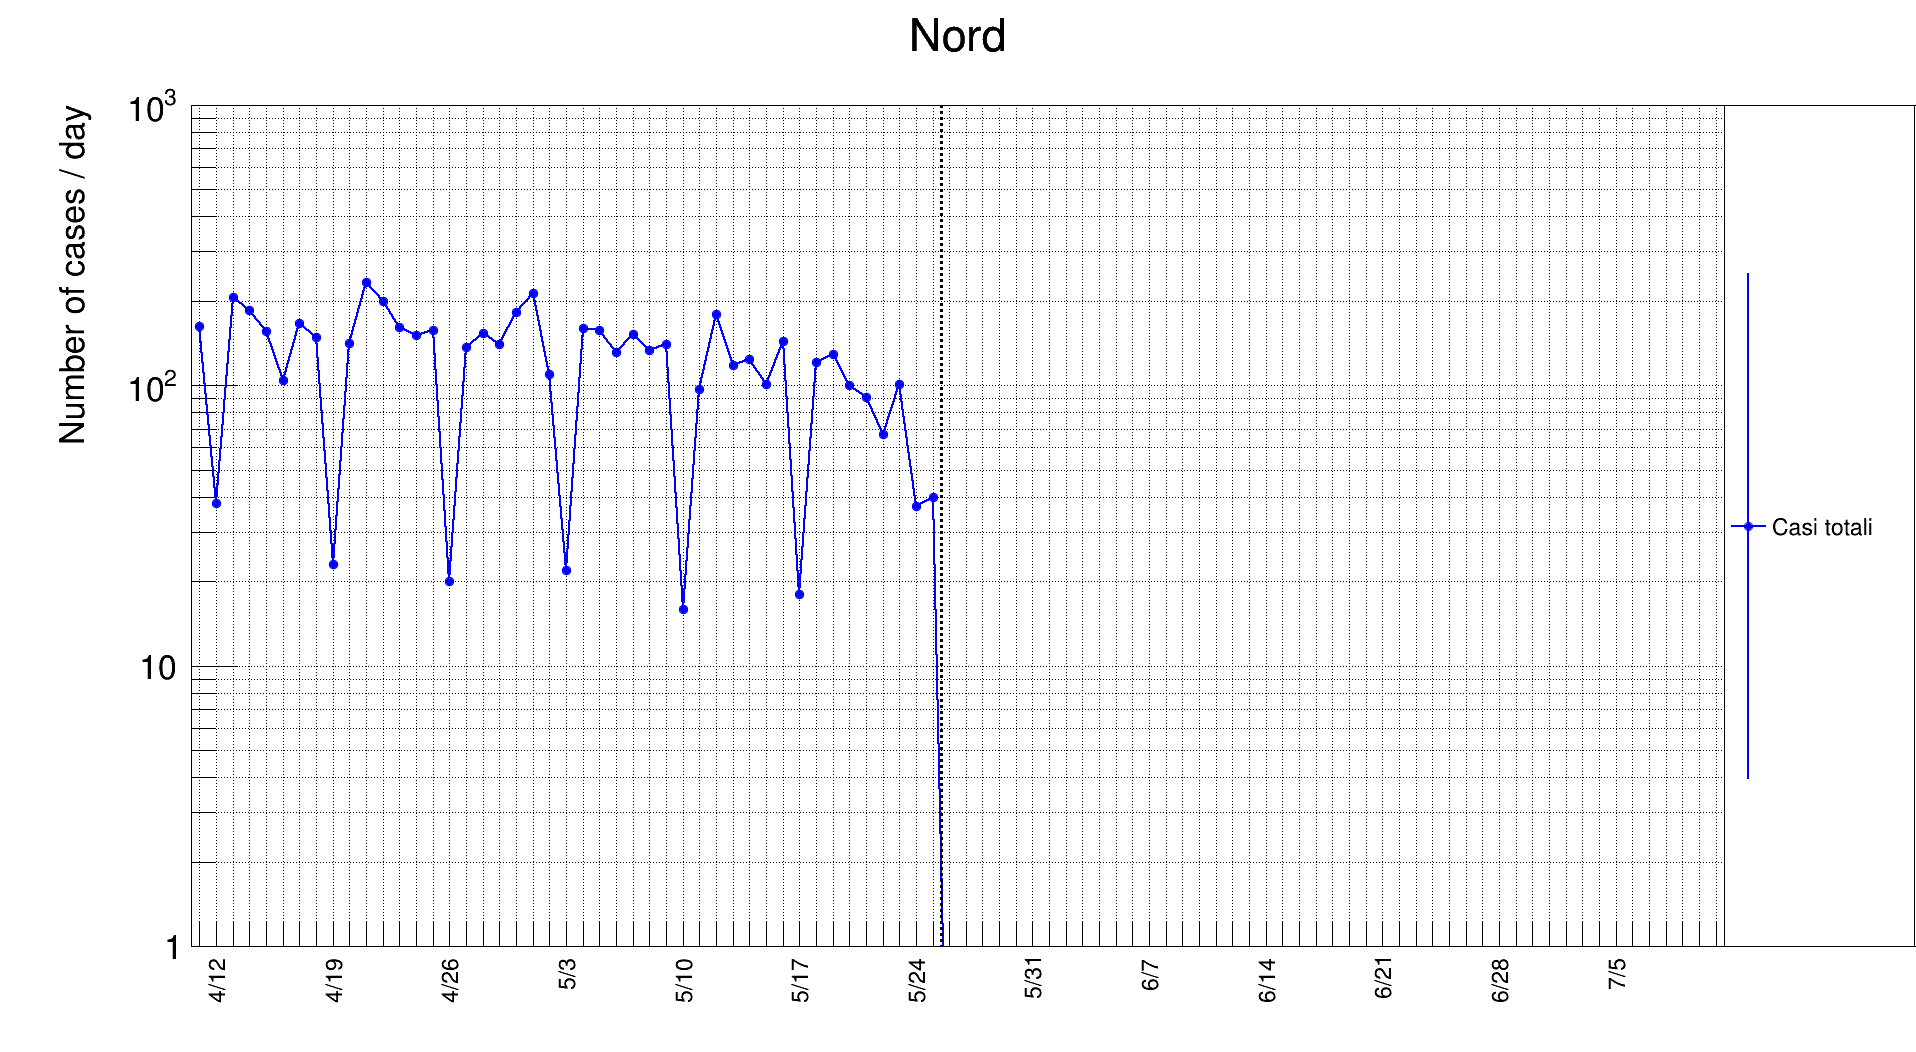 Nord
Number of cases / day
10³
10²
10
1
4/12 4/19 4/26 5/3 5/10 5/17 5/24 5/31 6/7 6/14 6/21 6/28 7/5
Casi totali